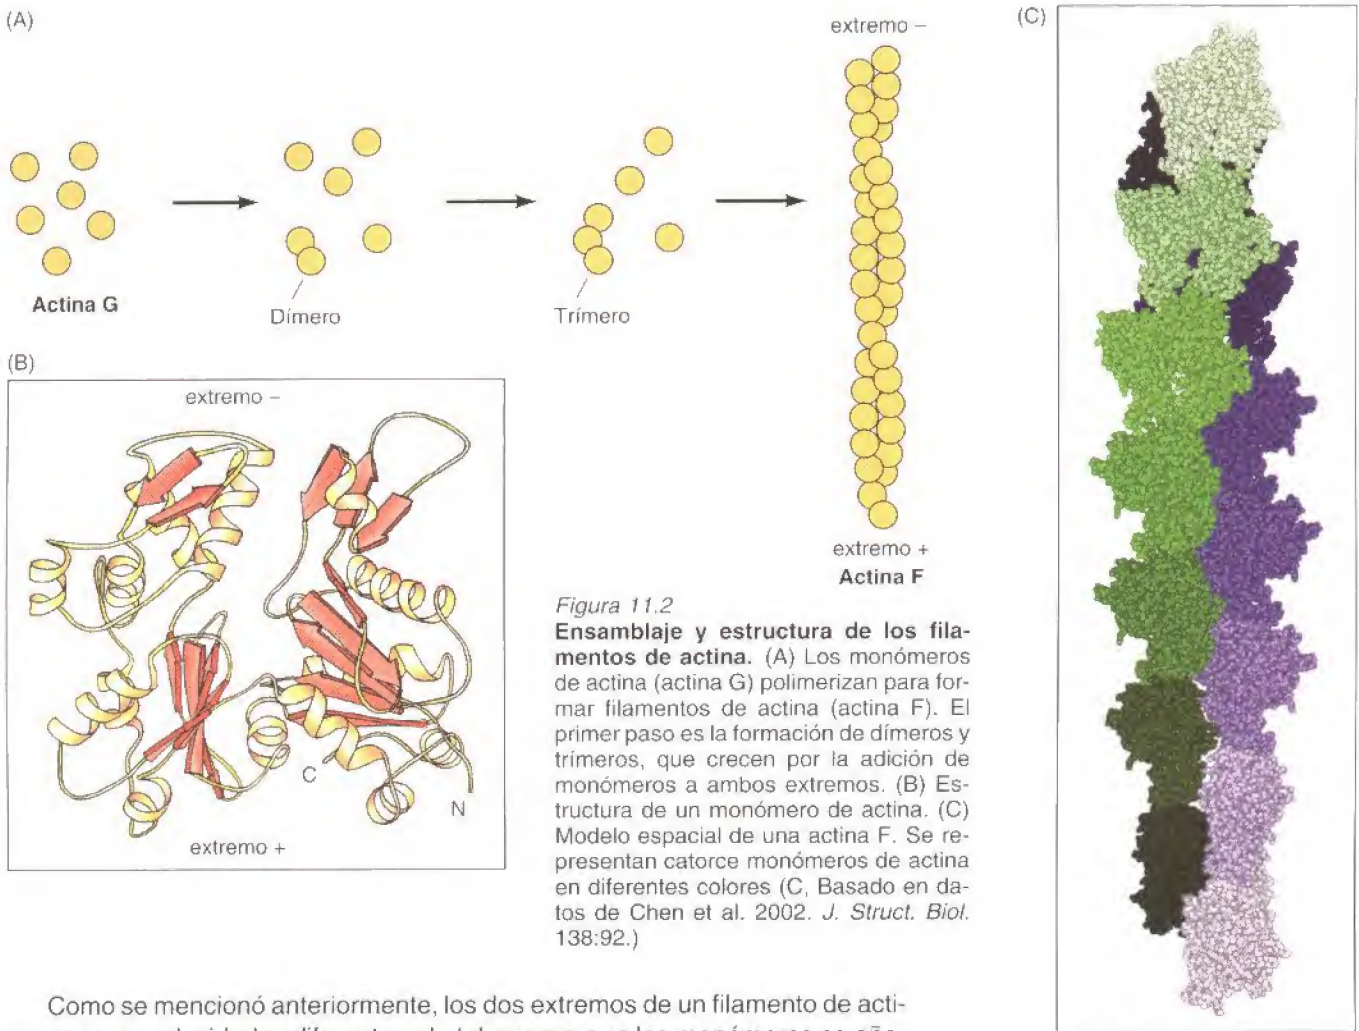 (A)
Actina G
Dímero
Trímero
extremo –
extremo +
Actina F
(B)
extremo –
C
N
extremo +
(C)
Figura 11.2
Ensamblaje y estructura de los fila-
mentos de actina. (A) Los monómeros
de actina (actina G) polimerizan para for-
mar filamentos de actina (actina F). El
primer paso es la formación de dímeros y
trímeros, que crecen por la adición de
monómeros a ambos extremos. (B) Es-
tructura de un monómero de actina. (C)
Modelo espacial de una actina F. Se re-
presentan catorce monómeros de actina
en diferentes colores (C, Basado en da-
tos de Chen et al. 2002. J. Struct. Biol.
138:92.)
Como se mencionó anteriormente, los dos extremos de un filamento de acti-